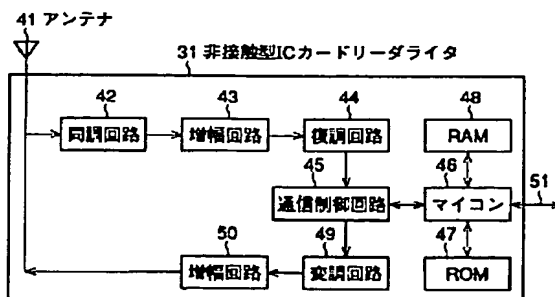 41 アンテナ
31 非接触型ICカードリーダライタ
42 43 44 48
同調回路 増幅回路 復調回路 RAM
45 46 51
通信制御回路 マイコン
50 49 47
増幅回路 変調回路 ROM